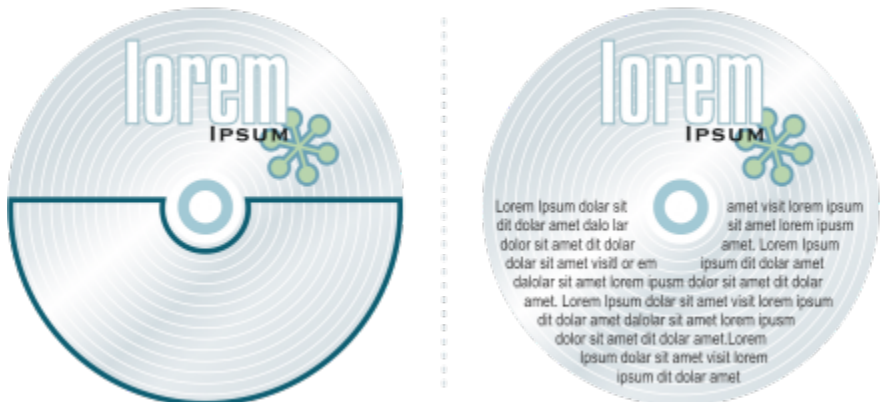 lorem
IPSUM
lorem
IPSUM
Lorem Ipsum dolar sit amet visit lorem ipsum
dit dolar amet dalo lar sit amet lorem ipusm
dolor sit amet dit dolar amet. Lorem Ipsum
dolar sit amet visitl or em ipsum dit dolar amet
dalolar sit amet lorem ipusm dolor sit amet dit dolar
amet. Lorem Ipsum dolar sit amet visit lorem ipsum
dit dolar amet dalolar sit amet lorem ipusm
dolor sit amet dit dolar amet.Lorem
Ipsum dolar sit amet visit lorem
ipsum dit dolar amet